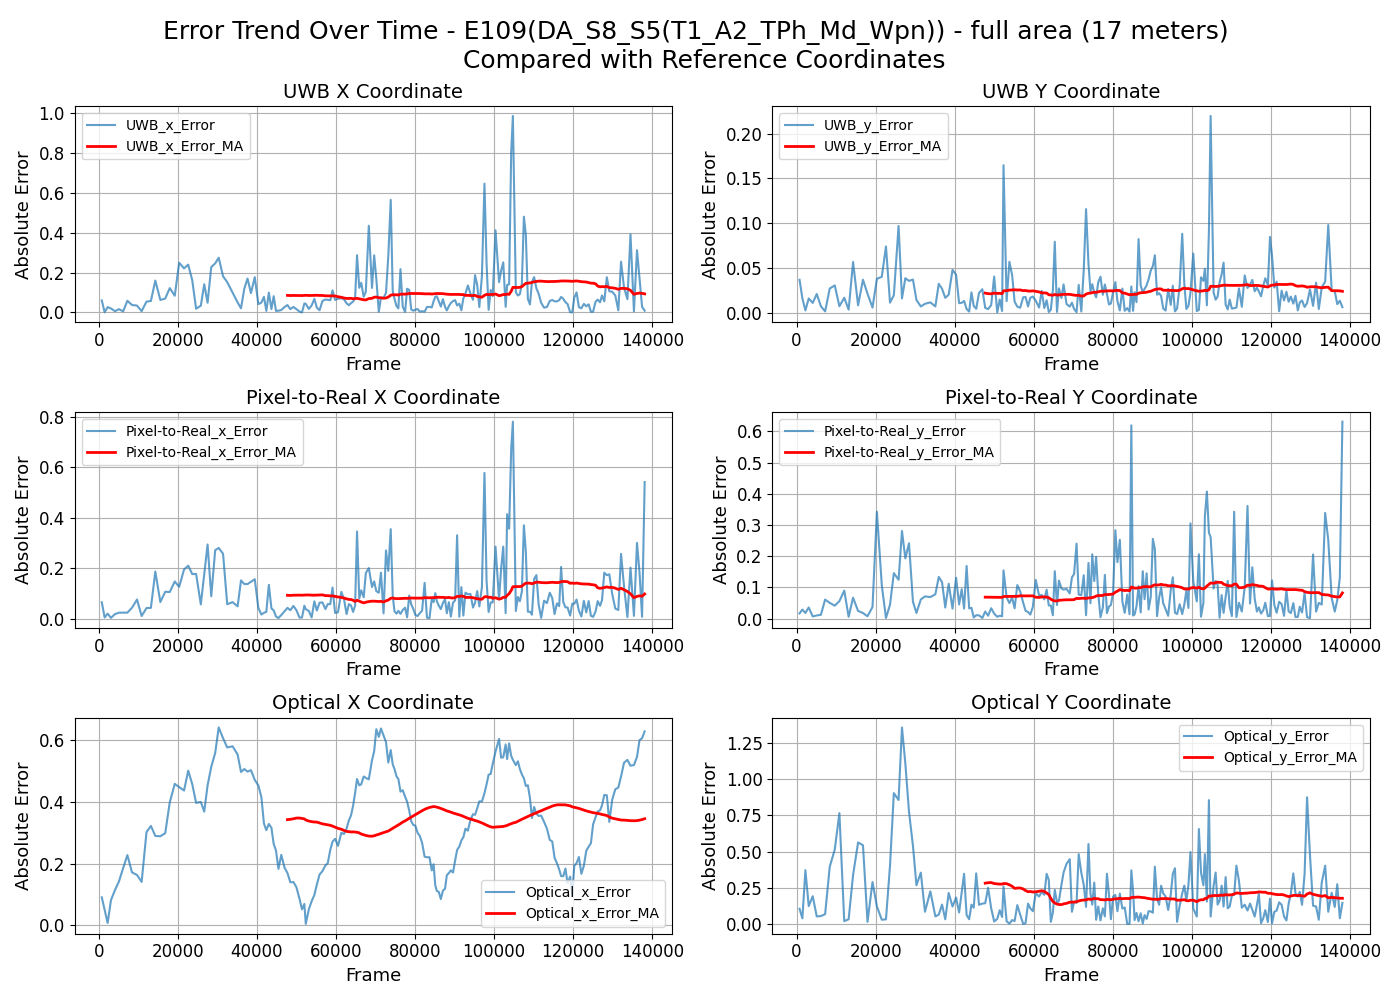 Error Trend Over Time - E109(DA_S8_S5(T1_A2_TPh_Md_Wpn)) - full area (17 meters)
Compared with Reference Coordinates
UWB X Coordinate
Absolute Error
1.0
0.8
0.6
0.4
0.2
0.0
UWB_x_Error
UWB_x_Error_MA
0 20000 40000 60000 80000 100000 120000 140000
Frame
UWB Y Coordinate
Absolute Error
0.20
0.15
0.10
0.05
0.00
UWB_y_Error
UWB_y_Error_MA
0 20000 40000 60000 80000 100000 120000 140000
Frame
Pixel-to-Real X Coordinate
Absolute Error
0.8
0.6
0.4
0.2
0.0
Pixel-to-Real_x_Error
Pixel-to-Real_x_Error_MA
0 20000 40000 60000 80000 100000 120000 140000
Frame
Pixel-to-Real Y Coordinate
Absolute Error
0.6
0.5
0.4
0.3
0.2
0.1
0.0
Pixel-to-Real_y_Error
Pixel-to-Real_y_Error_MA
0 20000 40000 60000 80000 100000 120000 140000
Frame
Optical X Coordinate
Absolute Error
0.6
0.4
0.2
0.0
Optical_x_Error
Optical_x_Error_MA
0 20000 40000 60000 80000 100000 120000 140000
Frame
Optical Y Coordinate
Absolute Error
1.25
1.00
0.75
0.50
0.25
0.00
Optical_y_Error
Optical_y_Error_MA
0 20000 40000 60000 80000 100000 120000 140000
Frame